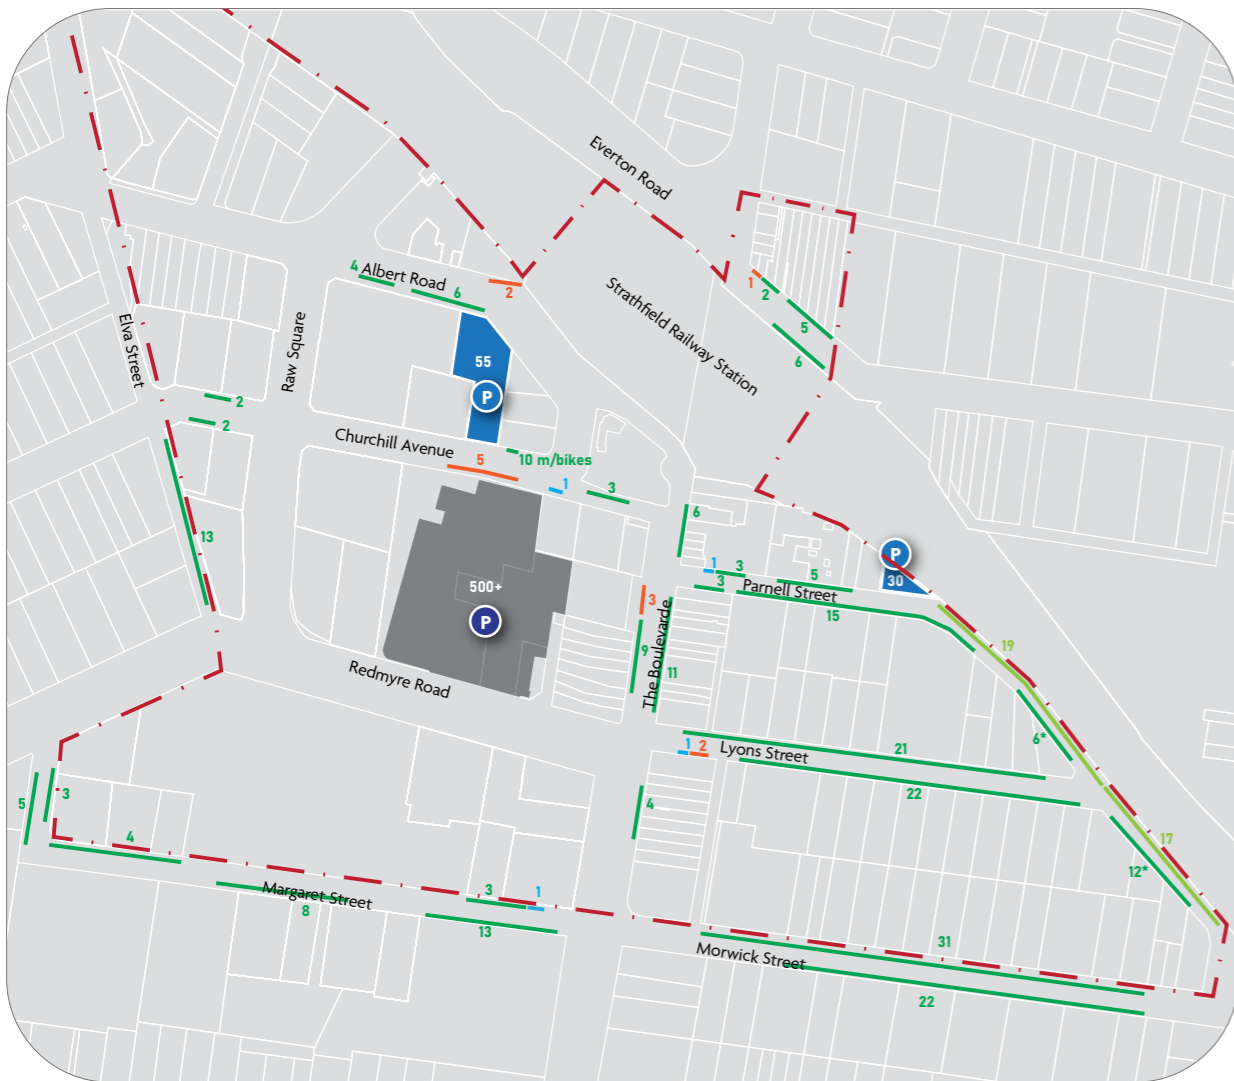 Everton Road
4
Albert Road
6
2
1
2
5
6
Strathfield Railway Station
Elva Street
Raw Square
55
P
2
2
Churchill Avenue
5
10 m/bikes
1
3
13
6
P
30
500+
P
1
3
5
3
Parnell Street
15
3
The Boulevarde
9
11
19
Redmyre Road
6*
1
2
Lyons Street
21
22
5
3
4
4
17
12*
Margaret Street
8
3
1
13
31
Morwick Street
22